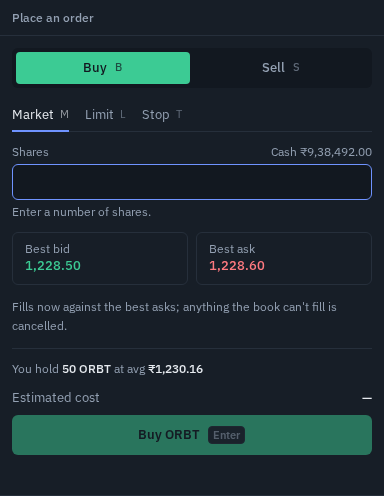 Place an order
Buy B Sell S
Market M Limit L Stop T
Shares Cash ₹9,38,492.00
Enter a number of shares.
Best bid Best ask
1,228.50 1,228.60
Fills now against the best asks; anything the book can't fill is
cancelled.
You hold 50 ORBT at avg ₹1,230.16
Estimated cost —
Buy ORBT Enter